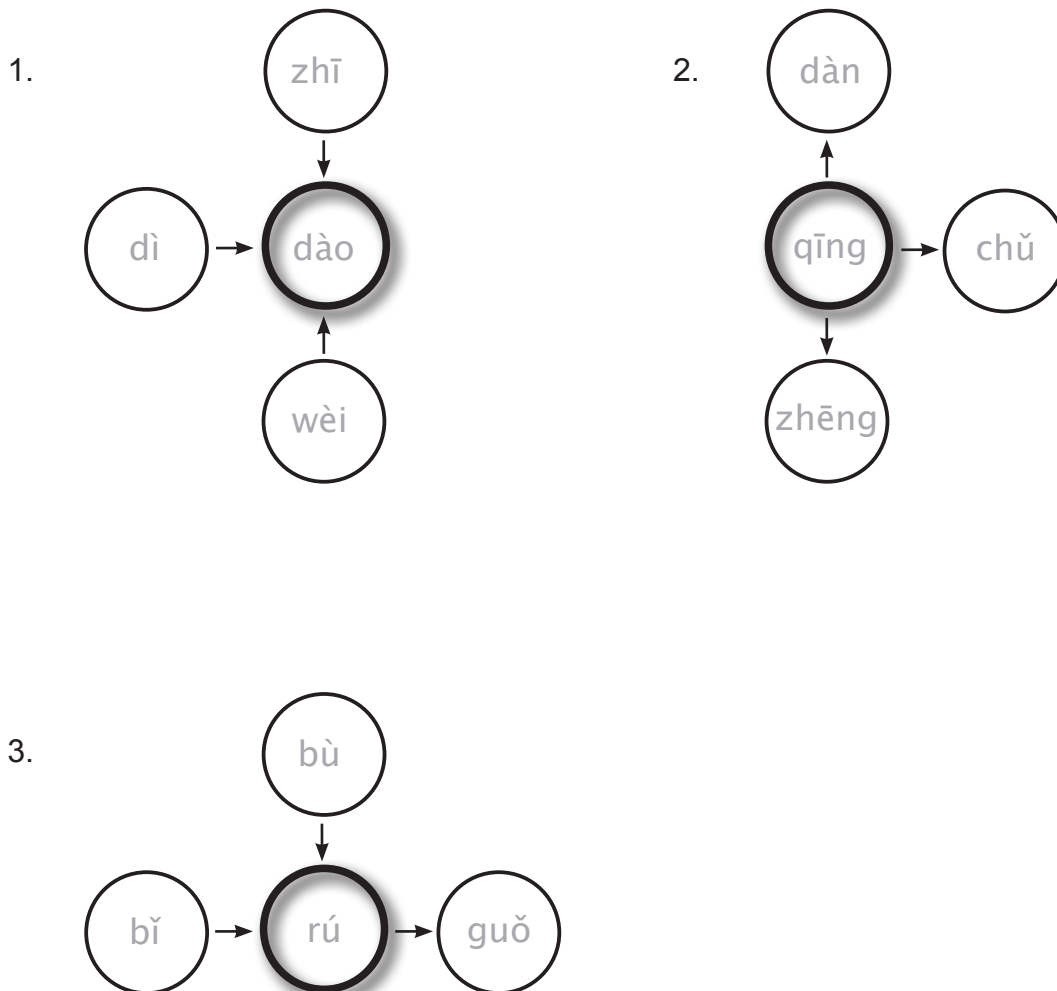 1.
zhī
dì
dào
wèi
2.
dàn
qīng
chǔ
zhēng
3.
bù
bǐ
rú
guǒ